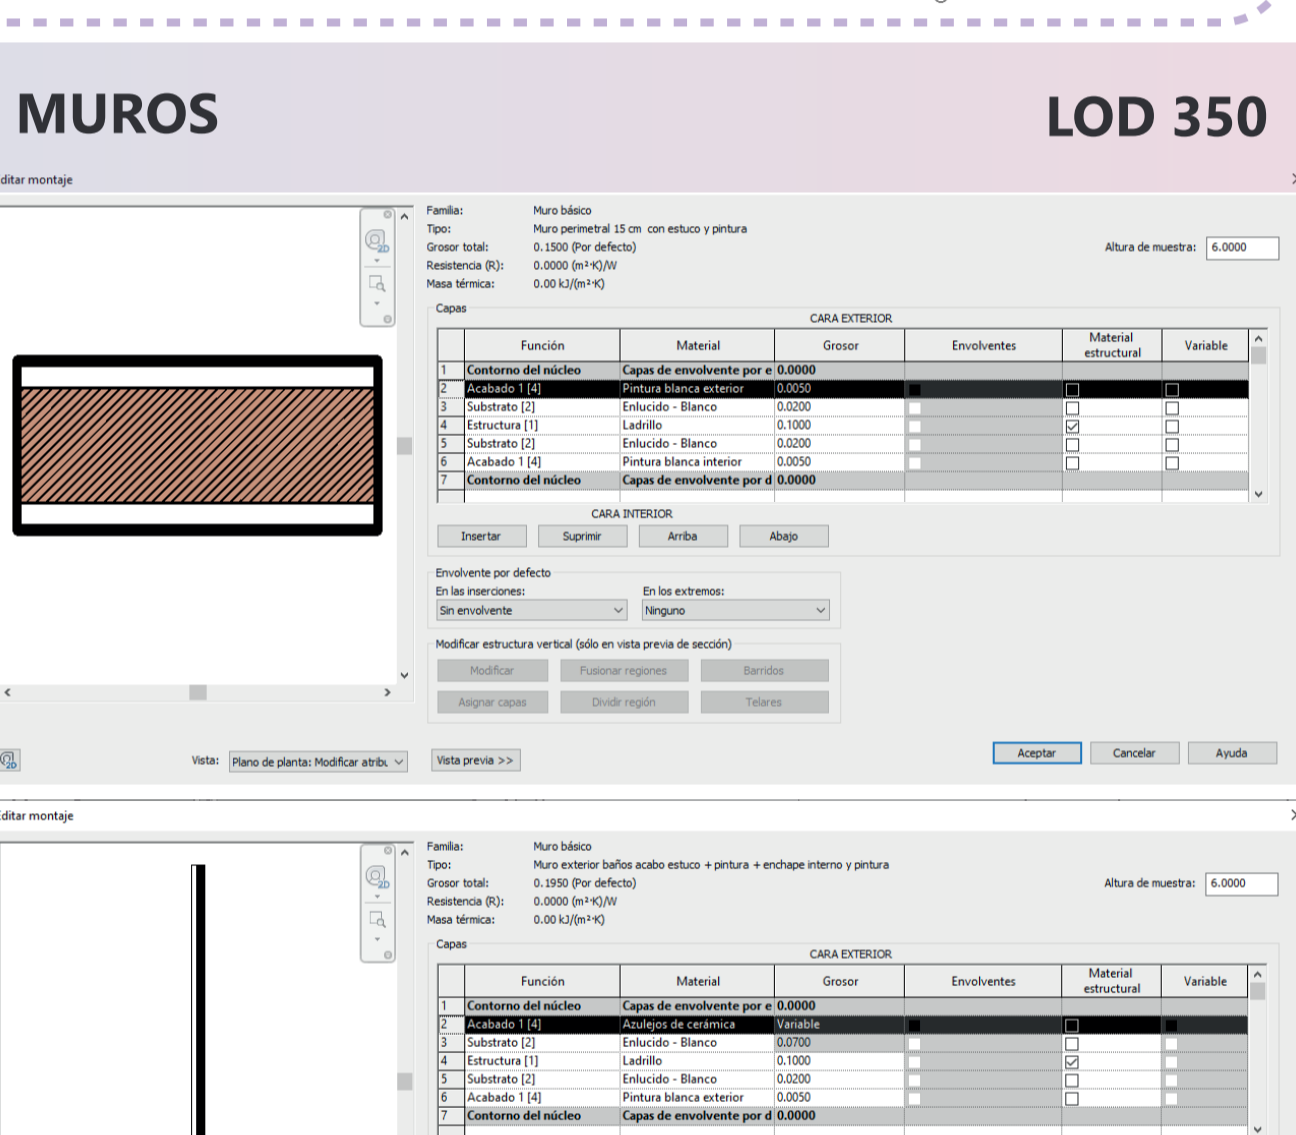 MUROS
LOD 350
ditar montaje
Familia: Muro básico
Tipo: Muro perimetral 15 cm con estuco y pintura
Grosor total: 0.1500 (Por defecto)
Altura de muestra: 6.0000
Resistencia (R): 0.0000 (m²·K)/W
Masa térmica: 0.00 kJ/(m²·K)
Capas
CARA EXTERIOR
Función Material Grosor Envolventes Material estructural Variable
1 Contorno del núcleo Capas de envolvente por e 0.0000
2 Acabado 1 [4] Pintura blanca exterior 0.0050
3 Substrato [2] Enlucido - Blanco 0.0200
4 Estructura [1] Ladrillo 0.1000
5 Substrato [2] Enlucido - Blanco 0.0200
6 Acabado 1 [4] Pintura blanca interior 0.0050
7 Contorno del núcleo Capas de envolvente por d 0.0000
CARA INTERIOR
Insertar Suprimir Arriba Abajo
Envolvente por defecto
En las inserciones: En los extremos:
Sin envolvente Ninguno
Modificar estructura vertical (sólo en vista previa de sección)
Modificar Fusionar regiones Barridos
Asignar capas Dividir región Telares
Vista: Plano de planta: Modificar atribu Vista previa >> Aceptar Cancelar Ayuda
Editar montaje
Familia: Muro básico
Tipo: Muro exterior baños acabo estuco + pintura + enchape interno y pintura
Grosor total: 0.1950 (Por defecto)
Altura de muestra: 6.0000
Resistencia (R): 0.0000 (m²·K)/W
Masa térmica: 0.00 kJ/(m²·K)
Capas
CARA EXTERIOR
Función Material Grosor Envolventes Material estructural Variable
1 Contorno del núcleo Capas de envolvente por e 0.0000
2 Acabado 1 [4] Azulejos de cerámica Variable
3 Substrato [2] Enlucido - Blanco 0.0700
4 Estructura [1] Ladrillo 0.1000
5 Substrato [2] Enlucido - Blanco 0.0200
6 Acabado 1 [4] Pintura blanca exterior 0.0050
7 Contorno del núcleo Capas de envolvente por d 0.0000